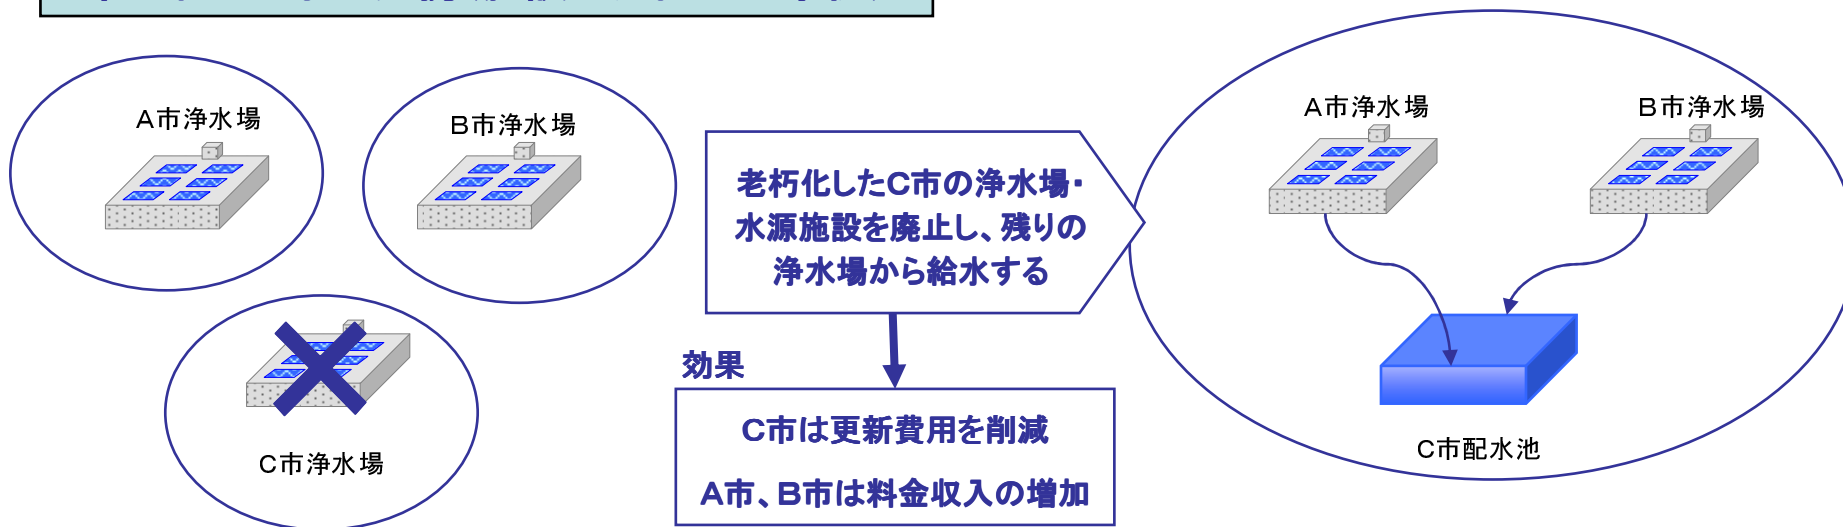 A市浄水場
B市浄水場
C市浄水場
老朽化したC市の浄水場・
水源施設を廃止し、残りの
浄水場から給水する
効果
C市は更新費用を削減
A市、B市は料金収入の増加
A市浄水場
B市浄水場
C市配水池